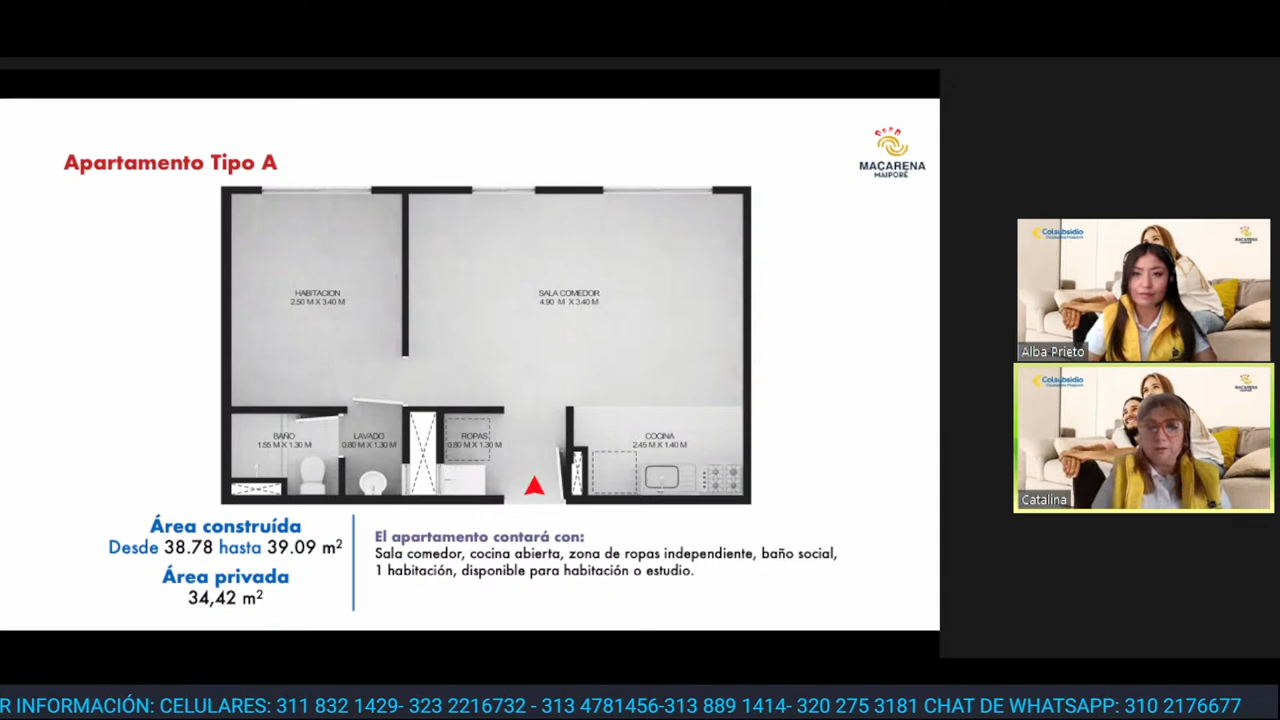 Apartamento Tipo A
MACARENA
MAIPORÉ
HABITACION
2.50 M X 3.40 M
SALA COMEDOR
4.90 M X 3.40 M
BAÑO
1.55 M X 1.30 M
LAVADO
0.80 M X 1.30 M
ROPAS
0.80 M X 1.30 M
COCINA
2.45 M X 1.40 M
Área construída
Desde 38.78 hasta 39.09 m²
Área privada
34,42 m²
El apartamento contará con:
Sala comedor, cocina abierta, zona de ropas independiente, baño social,
1 habitación, disponible para habitación o estudio.
Colsubsidio
MACARENA
Alba Prieto
Colsubsidio
MACARENA
Catalina
R INFORMACIÓN: CELULARES: 311 832 1429- 323 2216732 - 313 4781456-313 889 1414- 320 275 3181 CHAT DE WHATSAPP: 310 2176677